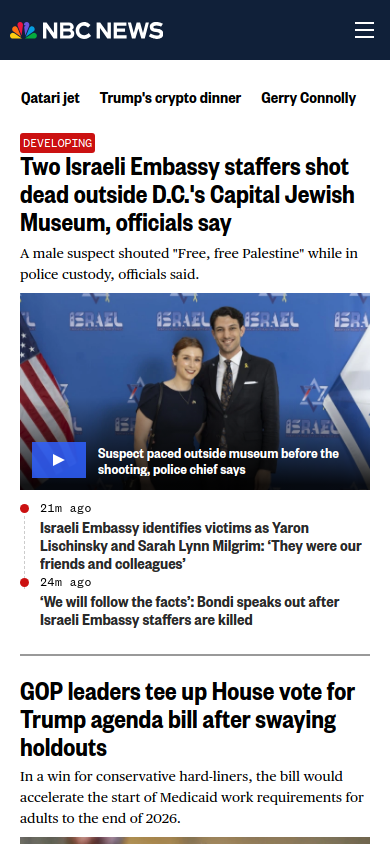 NBC NEWS
Qatari jet Trump's crypto dinner Gerry Connolly
DEVELOPING
Two Israeli Embassy staffers shot
dead outside D.C.'s Capital Jewish
Museum, officials say
A male suspect shouted "Free, free Palestine" while in
police custody, officials said.
ISRAEL ISRAEL ISRAEL ISRA
Suspect paced outside museum before the
shooting, police chief says
21m ago
Israeli Embassy identifies victims as Yaron
Lischinsky and Sarah Lynn Milgrim: ‘They were our
friends and colleagues’
24m ago
‘We will follow the facts’: Bondi speaks out after
Israeli Embassy staffers are killed
GOP leaders tee up House vote for
Trump agenda bill after swaying
holdouts
In a win for conservative hard-liners, the bill would
accelerate the start of Medicaid work requirements for
adults to the end of 2026.